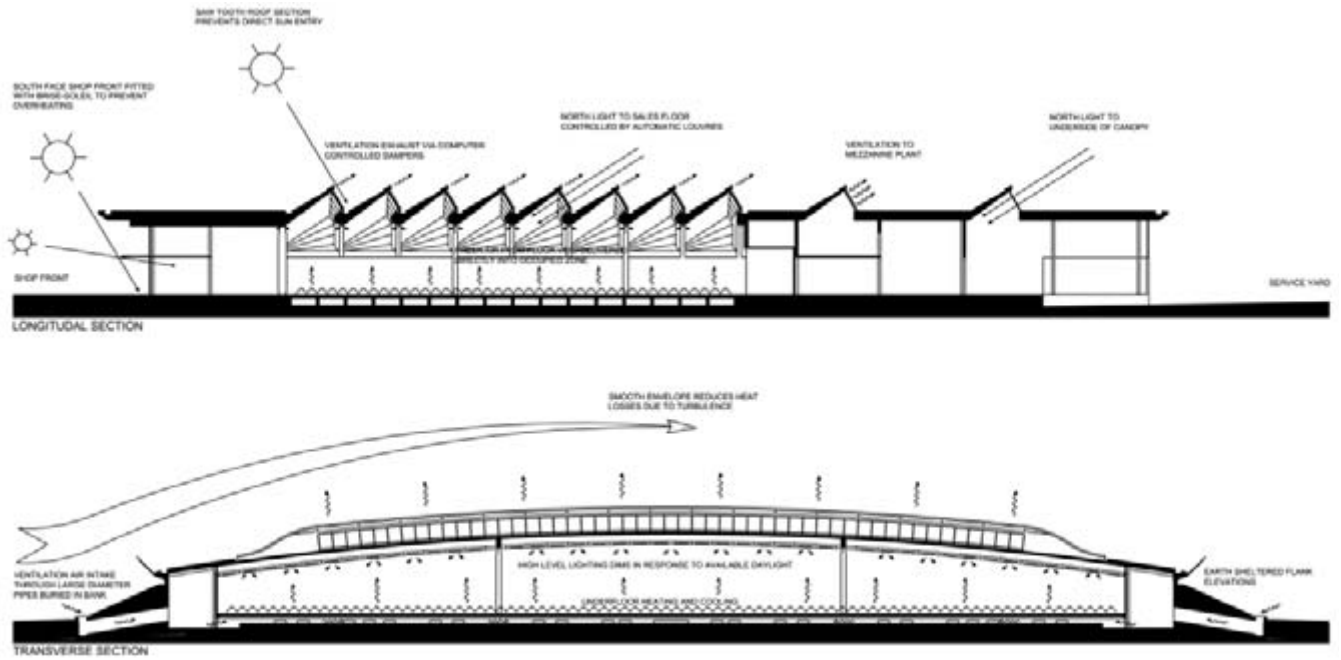 SAW TOOTH ROOF SECTION
PREVENTS DIRECT SUN ENTRY
SOUTH FACE SHOP FRONT FITTED
WITH BRISE-SOLEIL TO PREVENT
OVERHEATING
NORTH LIGHT TO SALES FLOOR
CONTROLLED BY AUTOMATIC LOUVRES
NORTH LIGHT TO
UNDERSIDE OF CANOPY
VENTILATION EXHAUST VIA COMPUTER
CONTROLLED DAMPERS
VENTILATION TO
MEZZANINE PLANT
DIRECTLY INTO OCCUPIED ZONE
SHOP FRONT
SERVICE YARD
LONGITUDAL SECTION
SMOOTH ENVELOPE REDUCES HEAT
LOSSES DUE TO TURBULENCE
VENTILATION AIR INTAKE
THROUGH LARGE DIAMETER
PIPES BURIED IN BANK
HIGH LEVEL LIGHTING DIMS IN RESPONSE TO AVAILABLE DAYLIGHT
EARTH SHELTERED FLANK
ELEVATIONS
UNDERFLOOR HEATING AND COOLING
TRANSVERSE SECTION